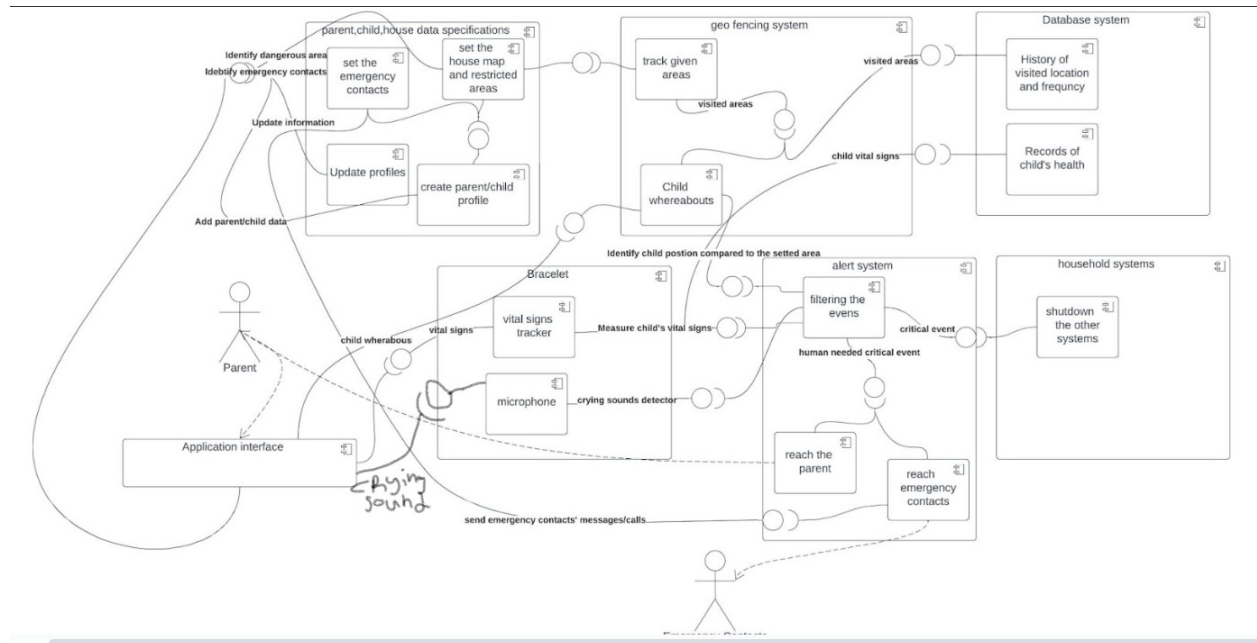 parent,child,house data specifications
geo fencing system
Database system
Identify dangerous area
Idebtify emergency contacts
set the
emergency
contacts
set the
house map
and restricted
areas
track given
areas
visited areas
visited areas
History of
visited location
and frequncy
Update information
child vital signs
Records of
child's health
Update profiles
create parent/child
profile
Child
whereabouts
Add parent/child data
Identify child postion compared to the setted area
Bracelet
alert system
household systems
vital signs
tracker
Measure child's vital signs
filtering the
evens
critical event
shutdown
the other
systems
child wherabous
vital signs
human needed critical event
Parent
microphone
crying sounds detector
Application interface
crying
sound
reach the
parent
reach
emergency
contacts
send emergency contacts' messages/calls
Emergency Contacts